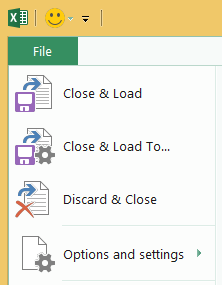 File
Close & Load
Close & Load To...
Discard & Close
Options and settings